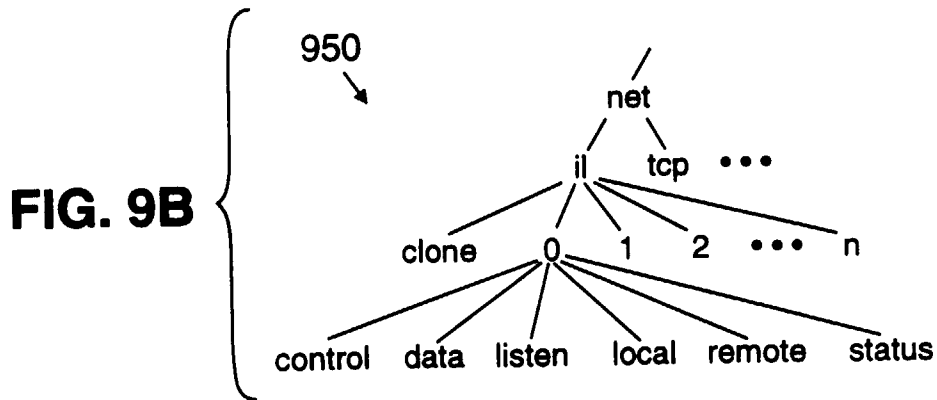 950
net
il tcp •••
FIG. 9B
clone 0 1 2 ••• n
control data listen local remote status